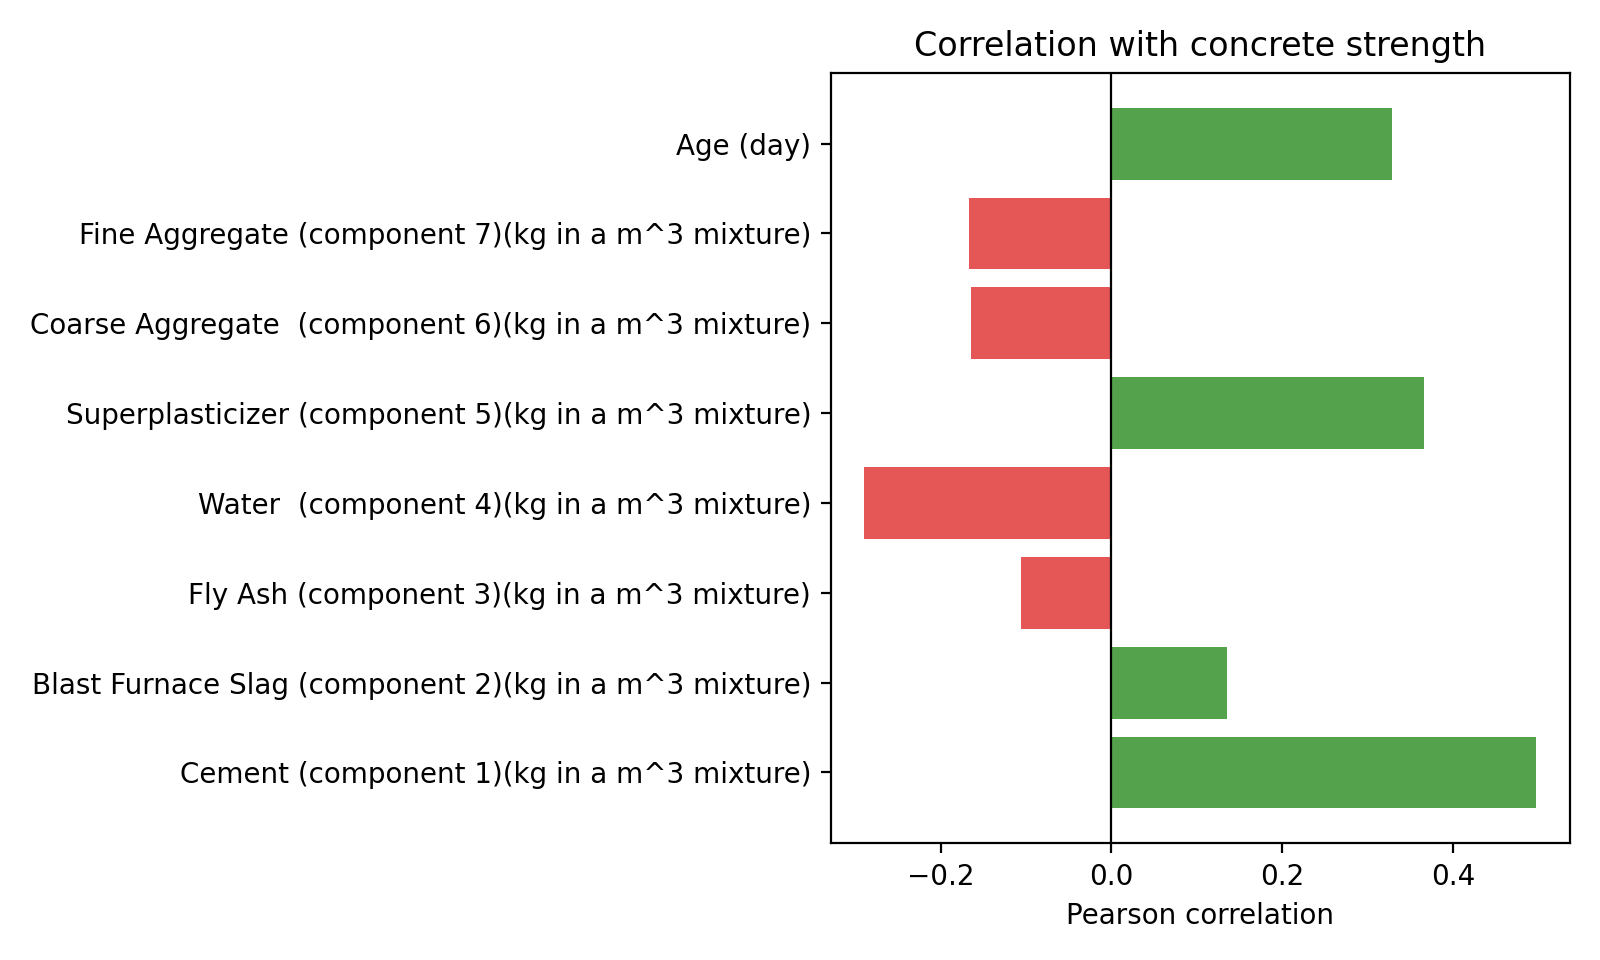 Correlation with concrete strength
Age (day)
Fine Aggregate (component 7)(kg in a m^3 mixture)
Coarse Aggregate  (component 6)(kg in a m^3 mixture)
Superplasticizer (component 5)(kg in a m^3 mixture)
Water  (component 4)(kg in a m^3 mixture)
Fly Ash (component 3)(kg in a m^3 mixture)
Blast Furnace Slag (component 2)(kg in a m^3 mixture)
Cement (component 1)(kg in a m^3 mixture)
−0.2 0.0 0.2 0.4
Pearson correlation